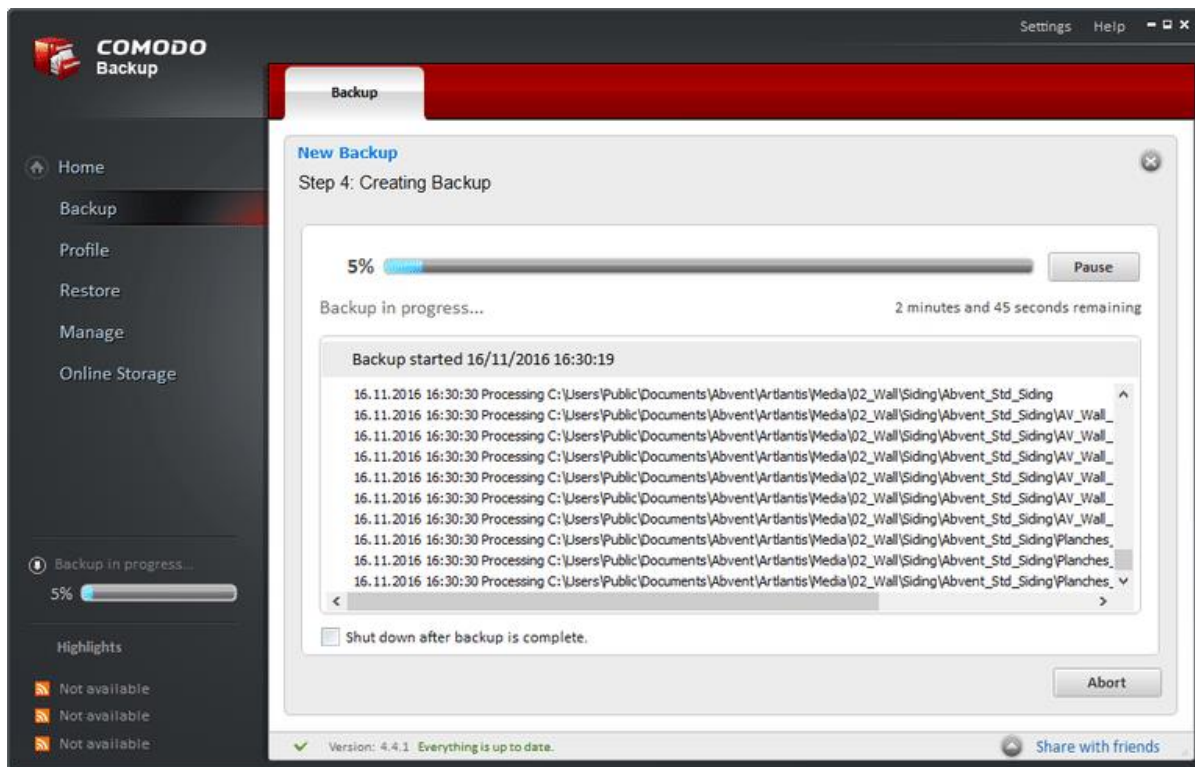 Settings Help
COMODO
Backup
Home
Backup
Profile
Restore
Manage
Online Storage
Backup in progress...
5%
Highlights
Not available
Not available
Not available
Backup
New Backup
Step 4: Creating Backup
5%
Pause
Backup in progress...
2 minutes and 45 seconds remaining
Backup started 16/11/2016 16:30:19
16.11.2016 16:30:30 Processing C:\Users\Public\Documents\Abvent\Artlantis\Media\02_Wall\Siding\Abvent_Std_Siding
16.11.2016 16:30:30 Processing C:\Users\Public\Documents\Abvent\Artlantis\Media\02_Wall\Siding\Abvent_Std_Siding\AV_Wall_
16.11.2016 16:30:30 Processing C:\Users\Public\Documents\Abvent\Artlantis\Media\02_Wall\Siding\Abvent_Std_Siding\AV_Wall_
16.11.2016 16:30:30 Processing C:\Users\Public\Documents\Abvent\Artlantis\Media\02_Wall\Siding\Abvent_Std_Siding\AV_Wall_
16.11.2016 16:30:30 Processing C:\Users\Public\Documents\Abvent\Artlantis\Media\02_Wall\Siding\Abvent_Std_Siding\AV_Wall_
16.11.2016 16:30:30 Processing C:\Users\Public\Documents\Abvent\Artlantis\Media\02_Wall\Siding\Abvent_Std_Siding\AV_Wall_
16.11.2016 16:30:30 Processing C:\Users\Public\Documents\Abvent\Artlantis\Media\02_Wall\Siding\Abvent_Std_Siding\AV_Wall_
16.11.2016 16:30:30 Processing C:\Users\Public\Documents\Abvent\Artlantis\Media\02_Wall\Siding\Abvent_Std_Siding\Planches_
16.11.2016 16:30:30 Processing C:\Users\Public\Documents\Abvent\Artlantis\Media\02_Wall\Siding\Abvent_Std_Siding\Planches_
16.11.2016 16:30:30 Processing C:\Users\Public\Documents\Abvent\Artlantis\Media\02_Wall\Siding\Abvent_Std_Siding\Planches_
Shut down after backup is complete.
Abort
Version: 4.4.1 Everything is up to date.
Share with friends